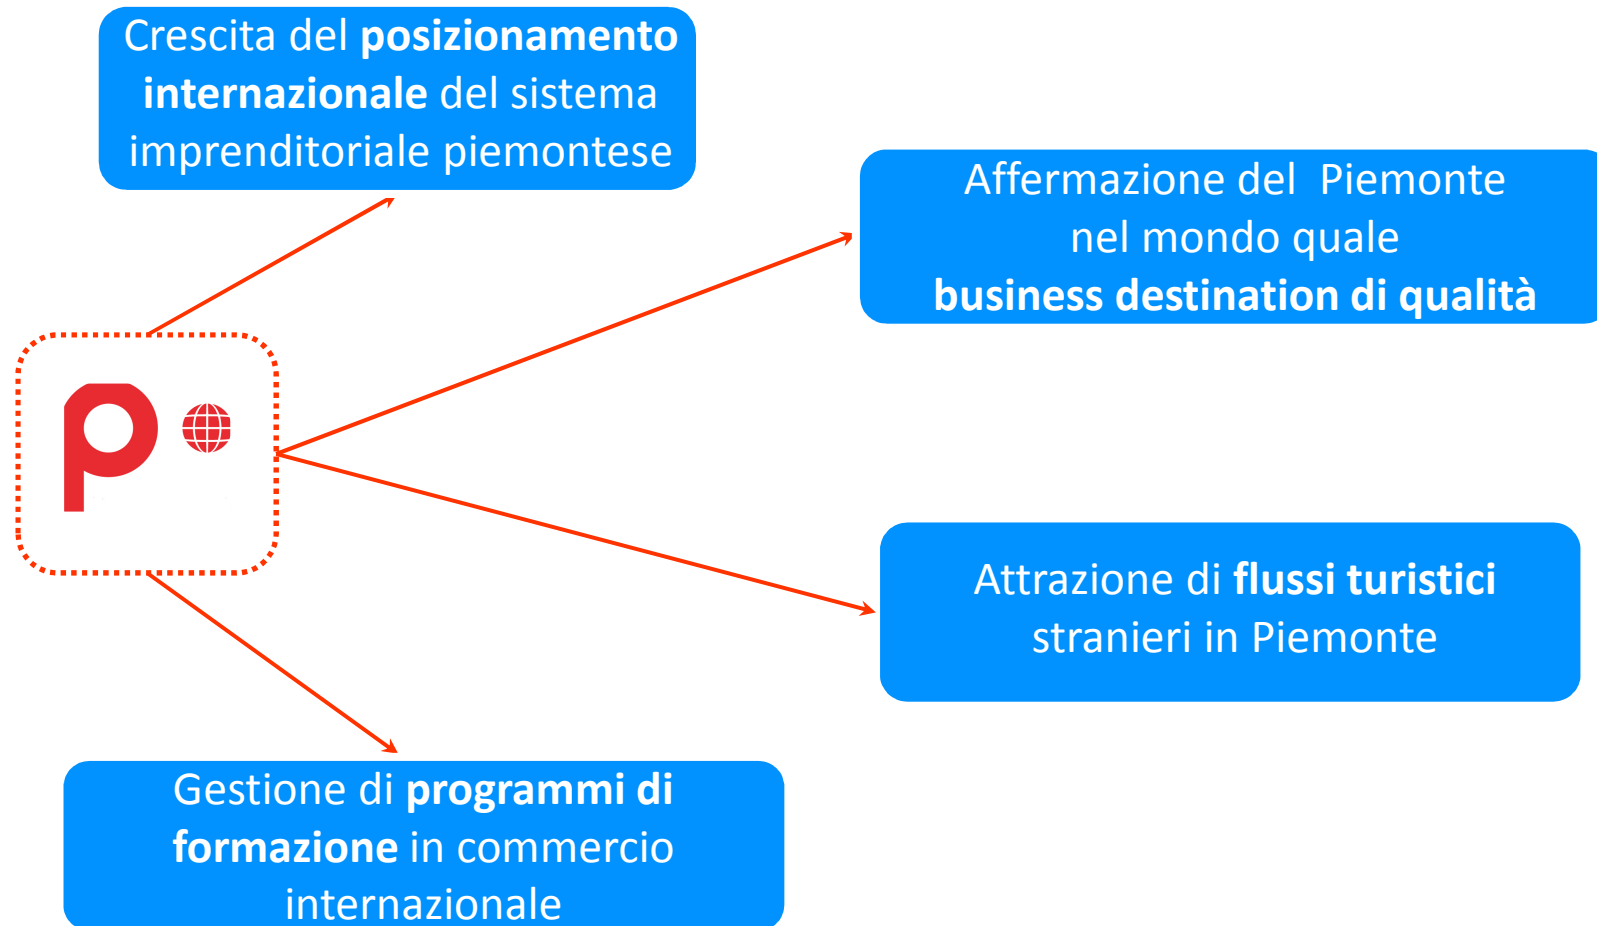 Crescita del posizionamento
internazionale del sistema
imprenditoriale piemontese
Affermazione del  Piemonte
nel mondo quale
business destination di qualità
p
Attrazione di flussi turistici
stranieri in Piemonte
Gestione di programmi di
formazione in commercio
internazionale